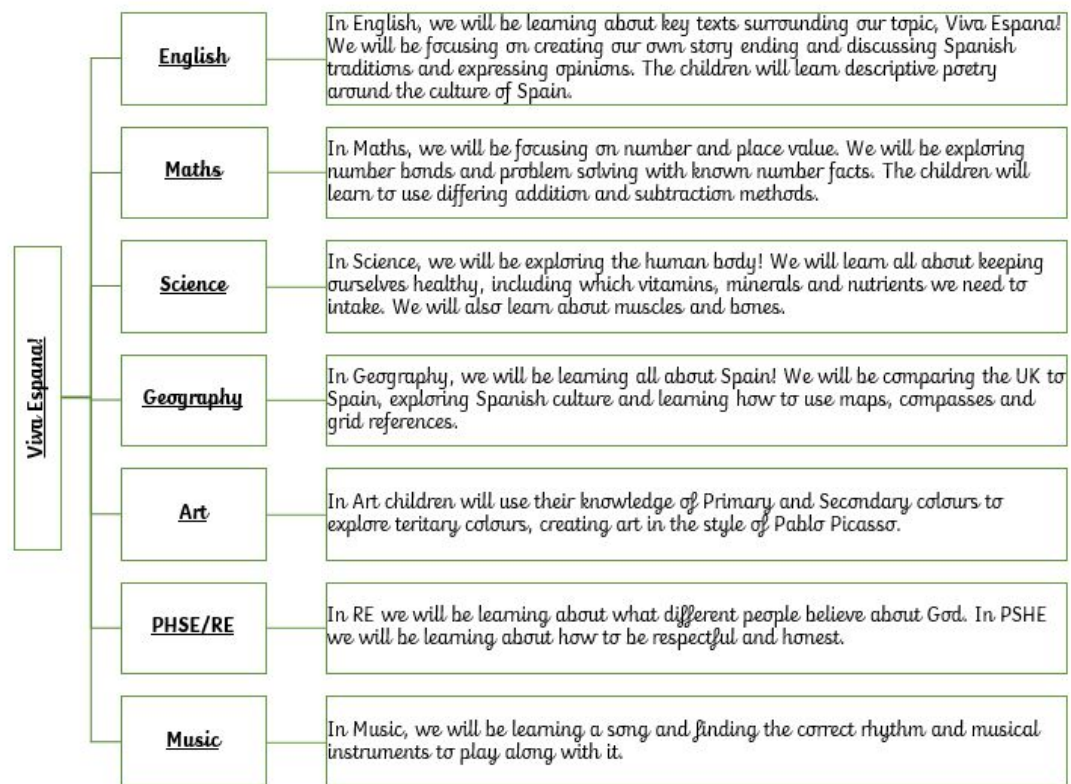 Viva Espana!
English
In English, we will be learning about key texts surrounding our topic, Viva Espana!
We will be focusing on creating our own story ending and discussing Spanish
traditions and expressing opinions. The children will learn descriptive poetry
around the culture of Spain.
Maths
In Maths, we will be focusing on number and place value. We will be exploring
number bonds and problem solving with known number facts. The children will
learn to use differing addition and subtraction methods.
Science
In Science, we will be exploring the human body! We will learn all about keeping
ourselves healthy, including which vitamins, minerals and nutrients we need to
intake. We will also learn about muscles and bones.
Geography
In Geography, we will be learning all about Spain! We will be comparing the UK to
Spain, exploring Spanish culture and learning how to use maps, compasses and
grid references.
Art
In Art children will use their knowledge of Primary and Secondary colours to
explore teritary colours, creating art in the style of Pablo Picasso.
PHSE/RE
In RE we will be learning about what different people believe about God. In PSHE
we will be learning about how to be respectful and honest.
Music
In Music, we will be learning a song and finding the correct rhythm and musical
instruments to play along with it.